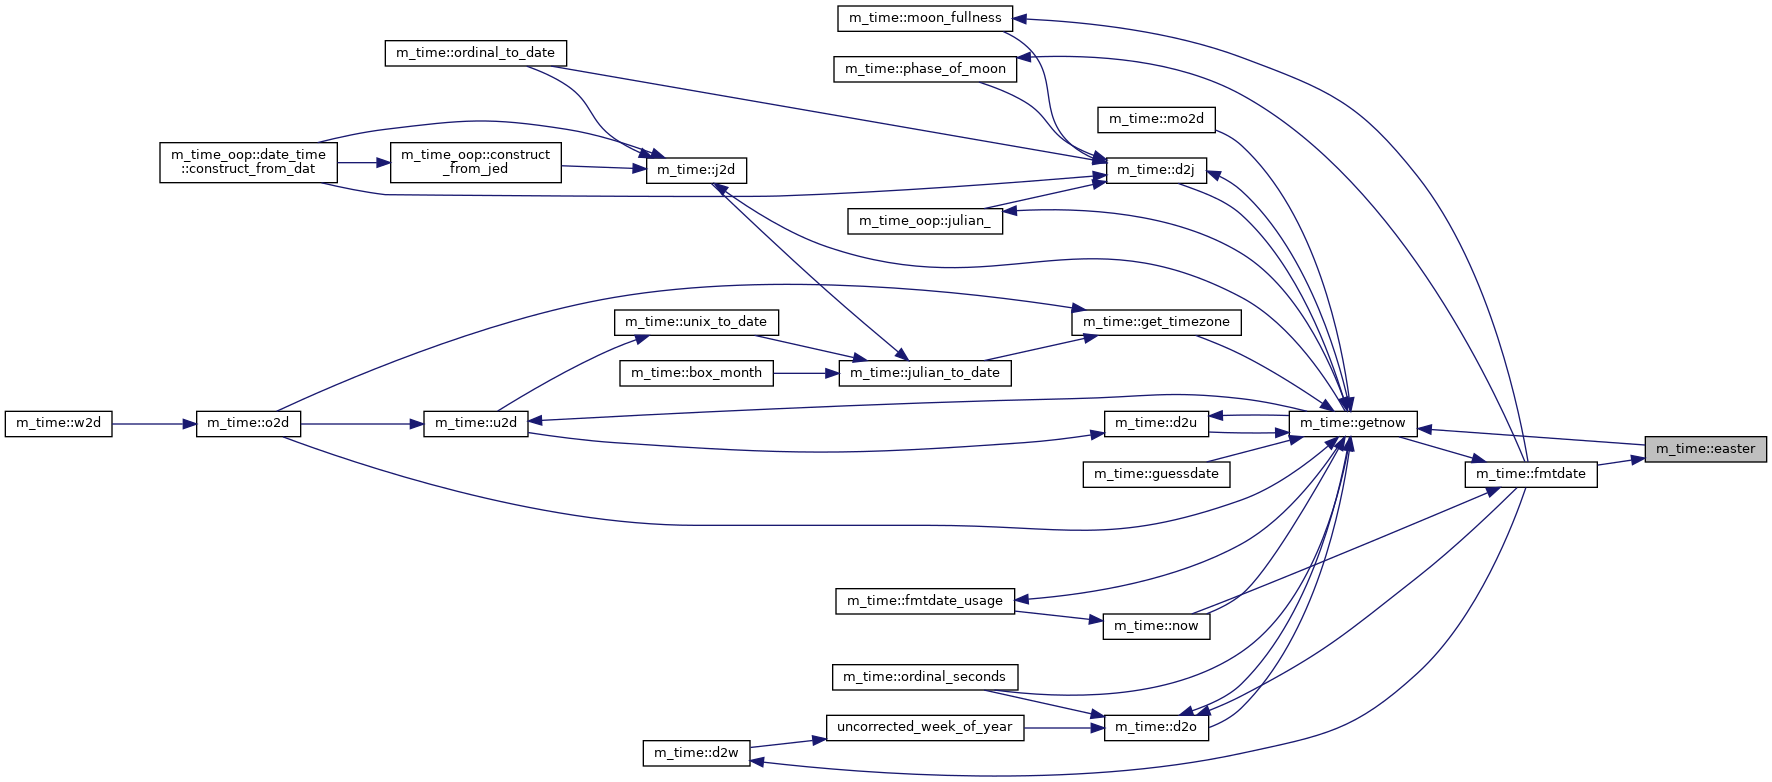 m_time::moon_fullness
m_time::ordinal_to_date
m_time::phase_of_moon
m_time::mo2d
m_time_oop::date_time
::construct_from_dat
m_time_oop::construct
_from_jed
m_time::j2d
m_time::d2j
m_time_oop::julian_
m_time::unix_to_date
m_time::get_timezone
m_time::box_month
m_time::julian_to_date
m_time::w2d
m_time::o2d
m_time::u2d
m_time::d2u
m_time::getnow
m_time::easter
m_time::guessdate
m_time::fmtdate
m_time::fmtdate_usage
m_time::now
m_time::ordinal_seconds
uncorrected_week_of_year
m_time::d2o
m_time::d2w